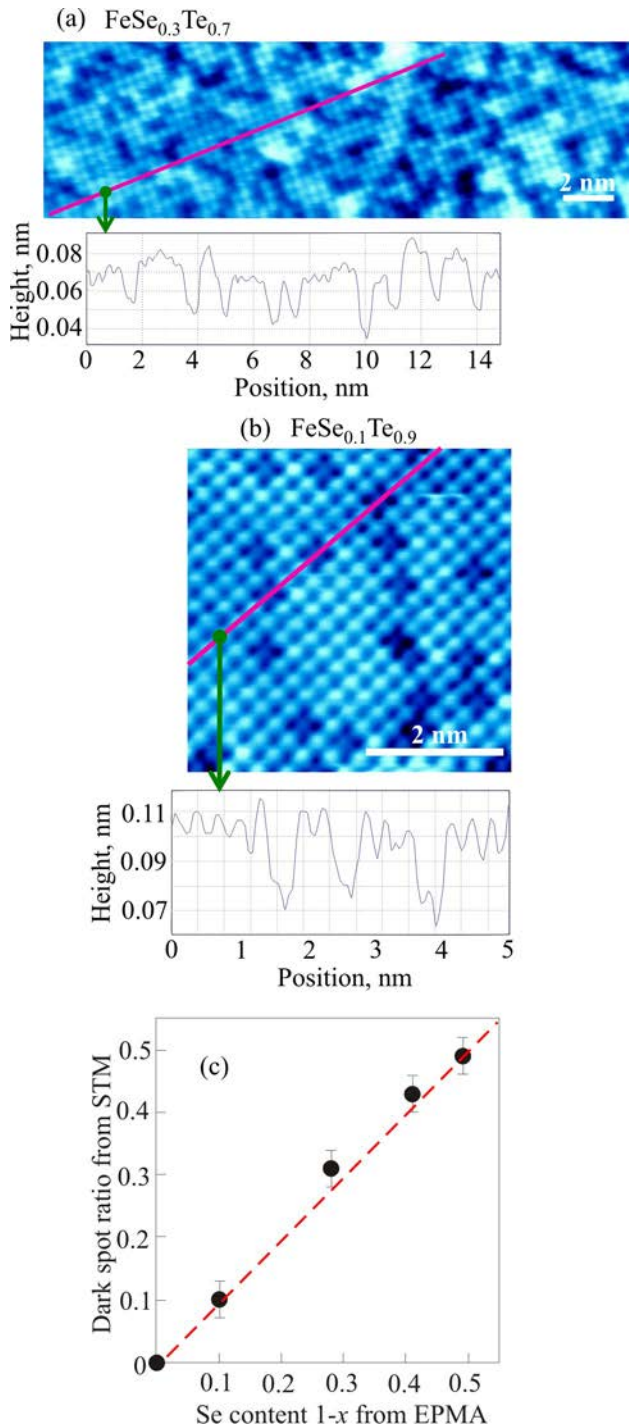 (a) FeSe0.3Te0.7
2 nm
Height, nm
0.08
0.06
0.04
0 2 4 6 8 10 12 14
Position, nm
(b) FeSe0.1Te0.9
2 nm
Height, nm
0.11
0.09
0.07
0 1 2 3 4 5
Position, nm
(c)
Dark spot ratio from STM
0.5
0.4
0.3
0.2
0.1
0
0.1 0.2 0.3 0.4 0.5
Se content 1-x from EPMA